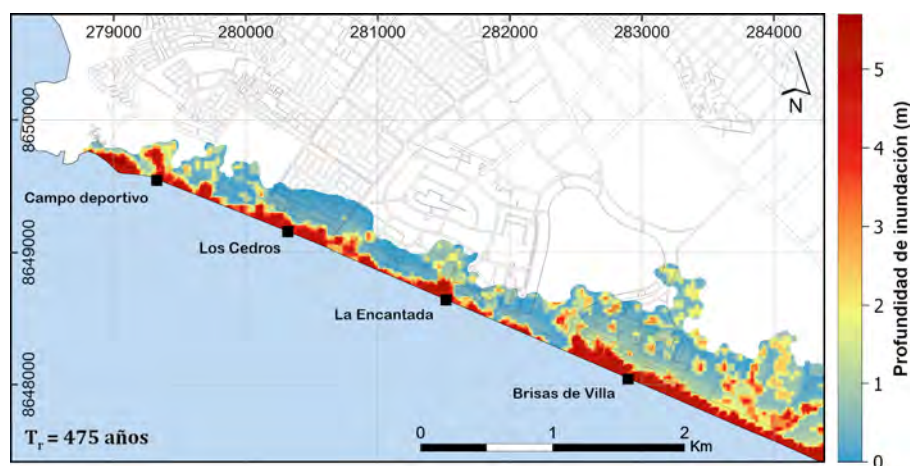 279000 280000 281000 282000 283000 284000
8650000
8649000
8648000
N
Campo deportivo
Los Cedros
La Encantada
Brisas de Villa
T_r = 475 años
0 1 2
Km
5
4
3
2
1
0
Profundidad de inundación (m)